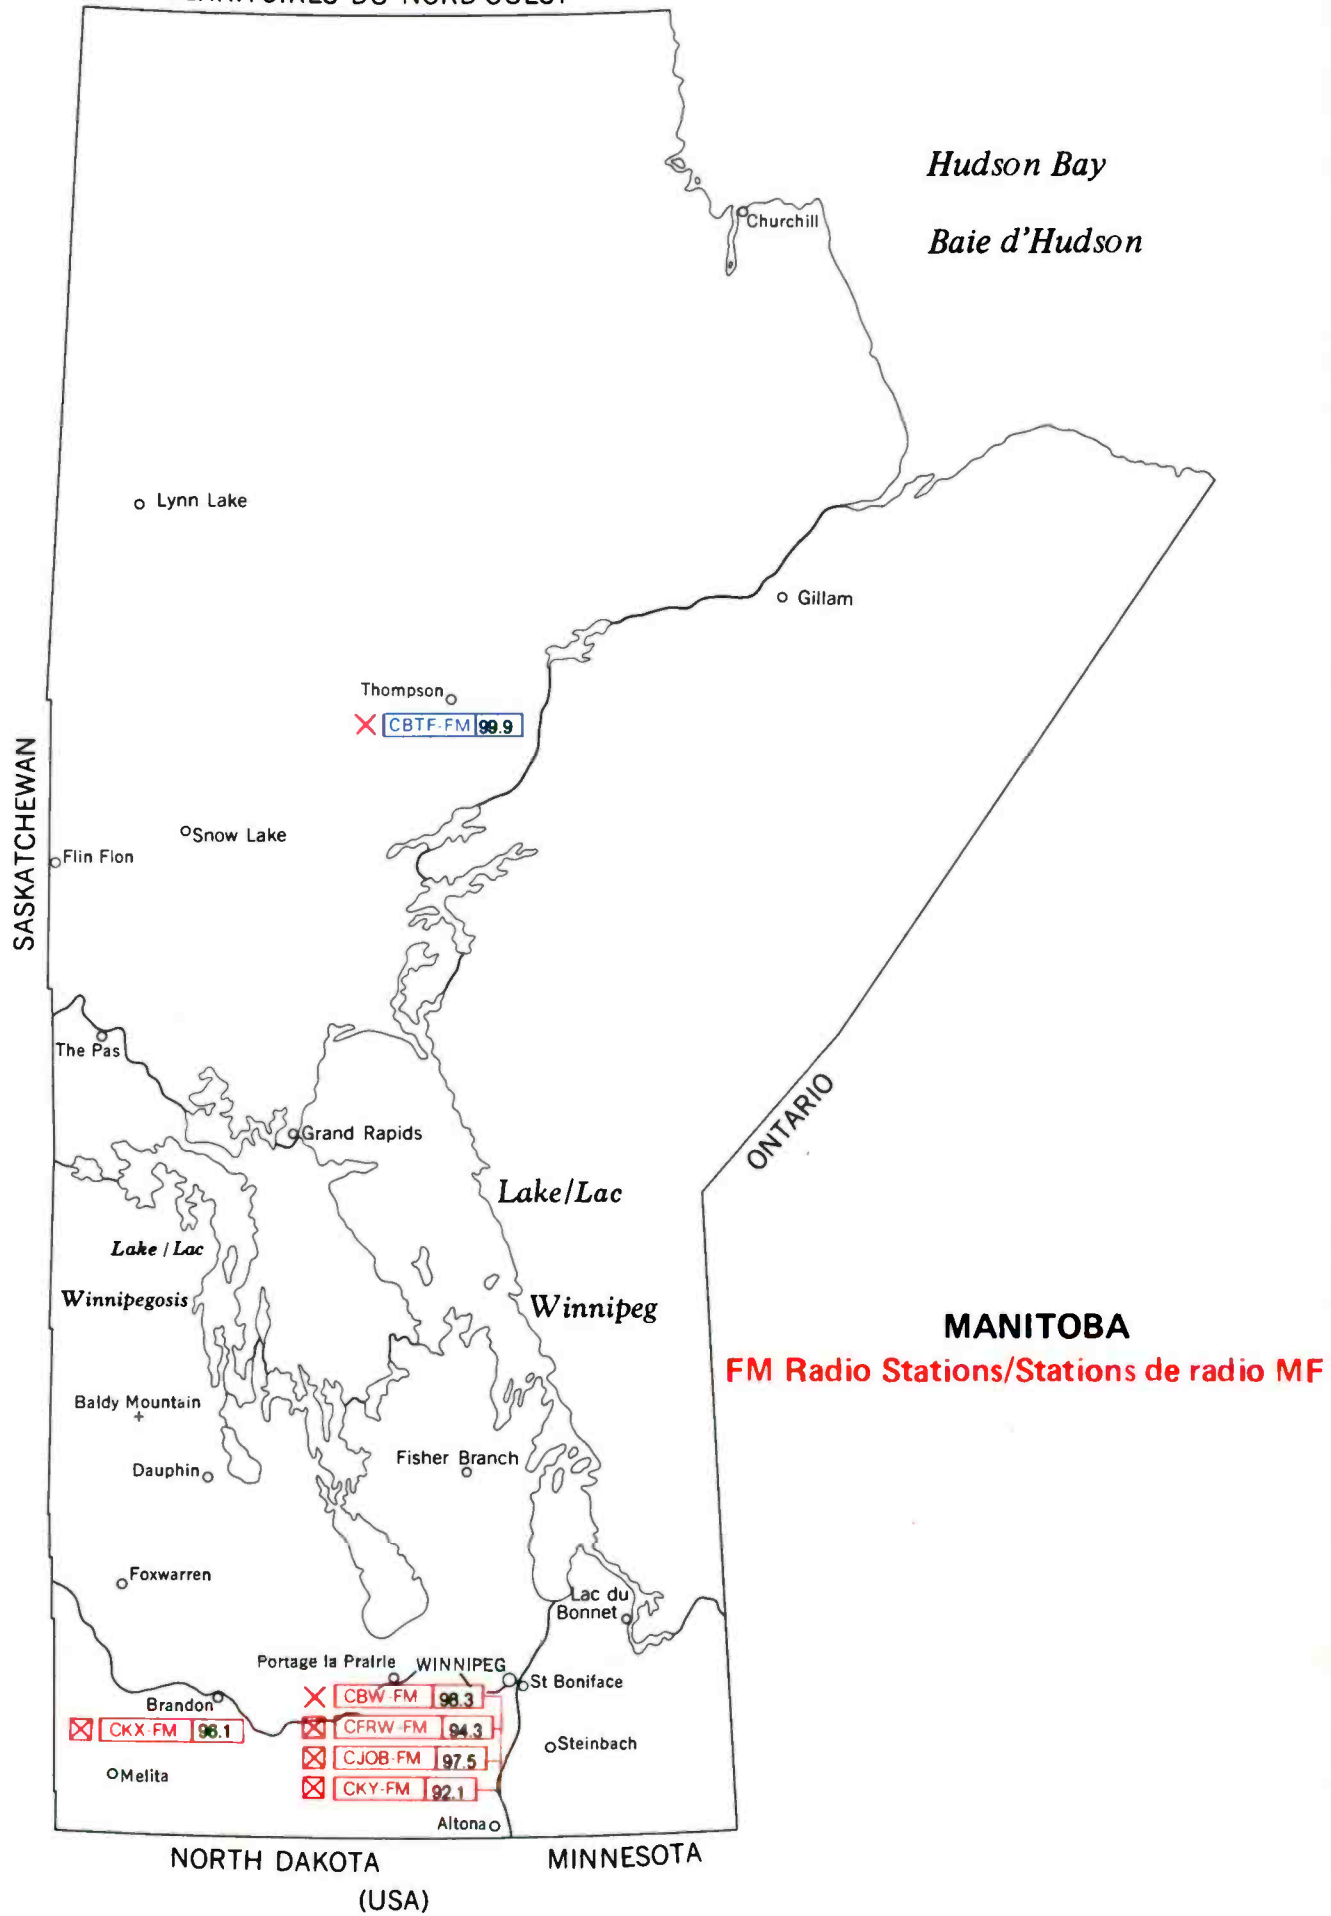 TERRITOIRES DU NORD-OUEST
Hudson Bay
Baie d'Hudson
Churchill
Lynn Lake
Gillam
Thompson
CBTF-FM 99.9
SASKATCHEWAN
Snow Lake
Flin Flon
The Pas
ONTARIO
Grand Rapids
Lake/Lac
Winnipeg
Lake / Lac
Winnipegosis
MANITOBA
FM Radio Stations/Stations de radio MF
Baldy Mountain
Dauphin
Fisher Branch
Foxwarren
Lac du
Bonnet
Portage la Prairie
WINNIPEG
St Boniface
Brandon
CBW-FM 98.3
CKX-FM 96.1
CFRW-FM 94.3
CJOB-FM 97.5
CKY-FM 92.1
Steinbach
Melita
Altona
NORTH DAKOTA
MINNESOTA
(USA)